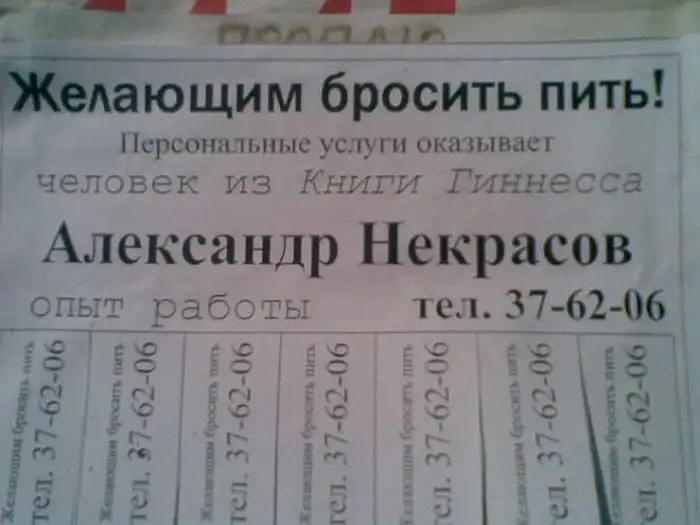 Желающим бросить пить!
Персональные услуги оказывает
человек из Книги Гиннесса
Александр Некрасов
опыт работы тел. 37-62-06
Желающим бросить пить
тел. 37-62-06
Желающим бросить пить
тел. 37-62-06
Желающим бросить пить
тел. 37-62-06
Желающим бросить пить
тел. 37-62-06
Желающим бросить пить
тел. 37-62-06
Желающим бросить пить
тел. 37-62-06
Желающим бросить пить
тел. 37-62-06